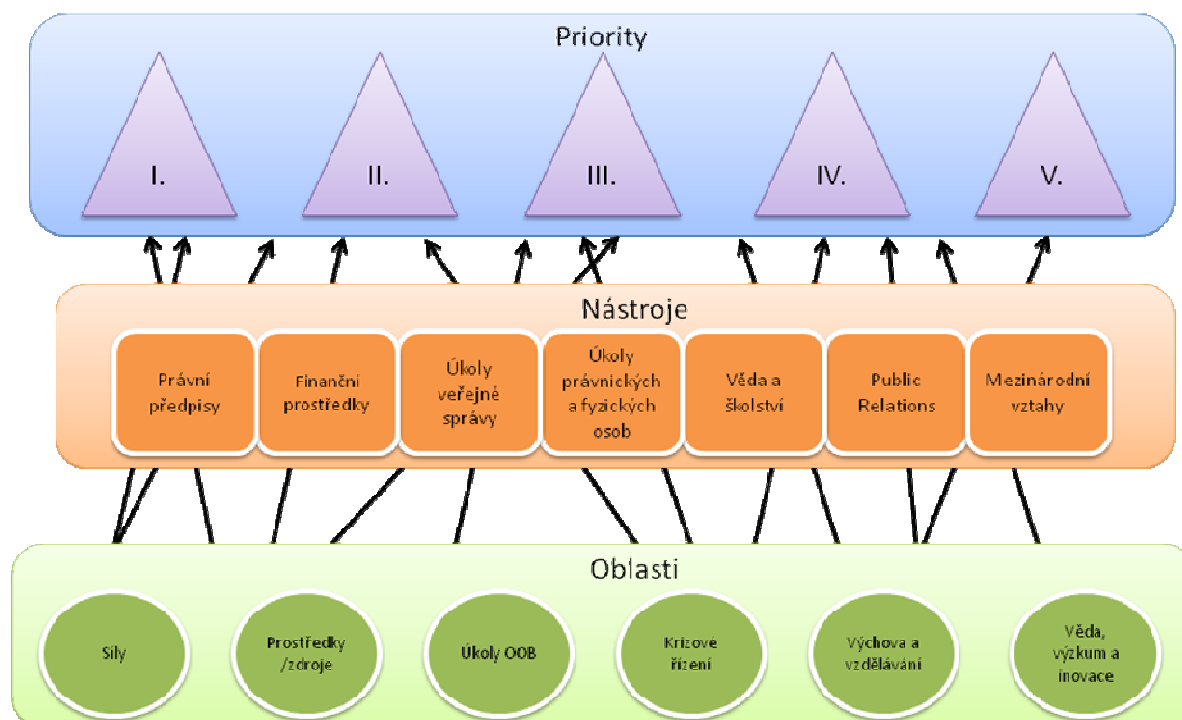 Priority
I.
II.
III.
IV.
V.
Nástroje
Právní
předpisy
Finanční
prostředky
Úkoly
veřejné
správy
Úkoly
právnických
a fyzických
osob
Věda a
školství
Public
Relations
Mezinárodní
vztahy
Oblasti
Síly
Prostředky
/zdroje
Úkoly OOB
Krizové
řízení
Výchova a
vzdělávání
Věda,
výzkum a
inovace